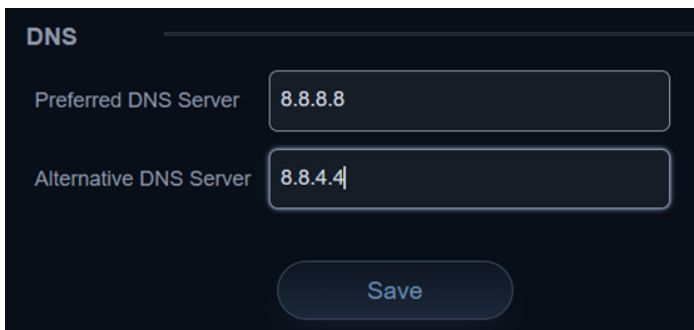 DNS
Preferred DNS Server 8.8.8.8
Alternative DNS Server 8.8.4.4
Save